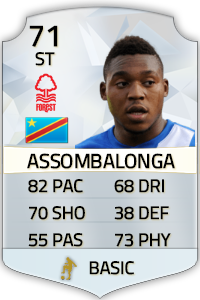 71
ST
FOREST
ASSOMBALONGA
82 PAC 68 DRI
70 SHO 38 DEF
55 PAS 73 PHY
BASIC